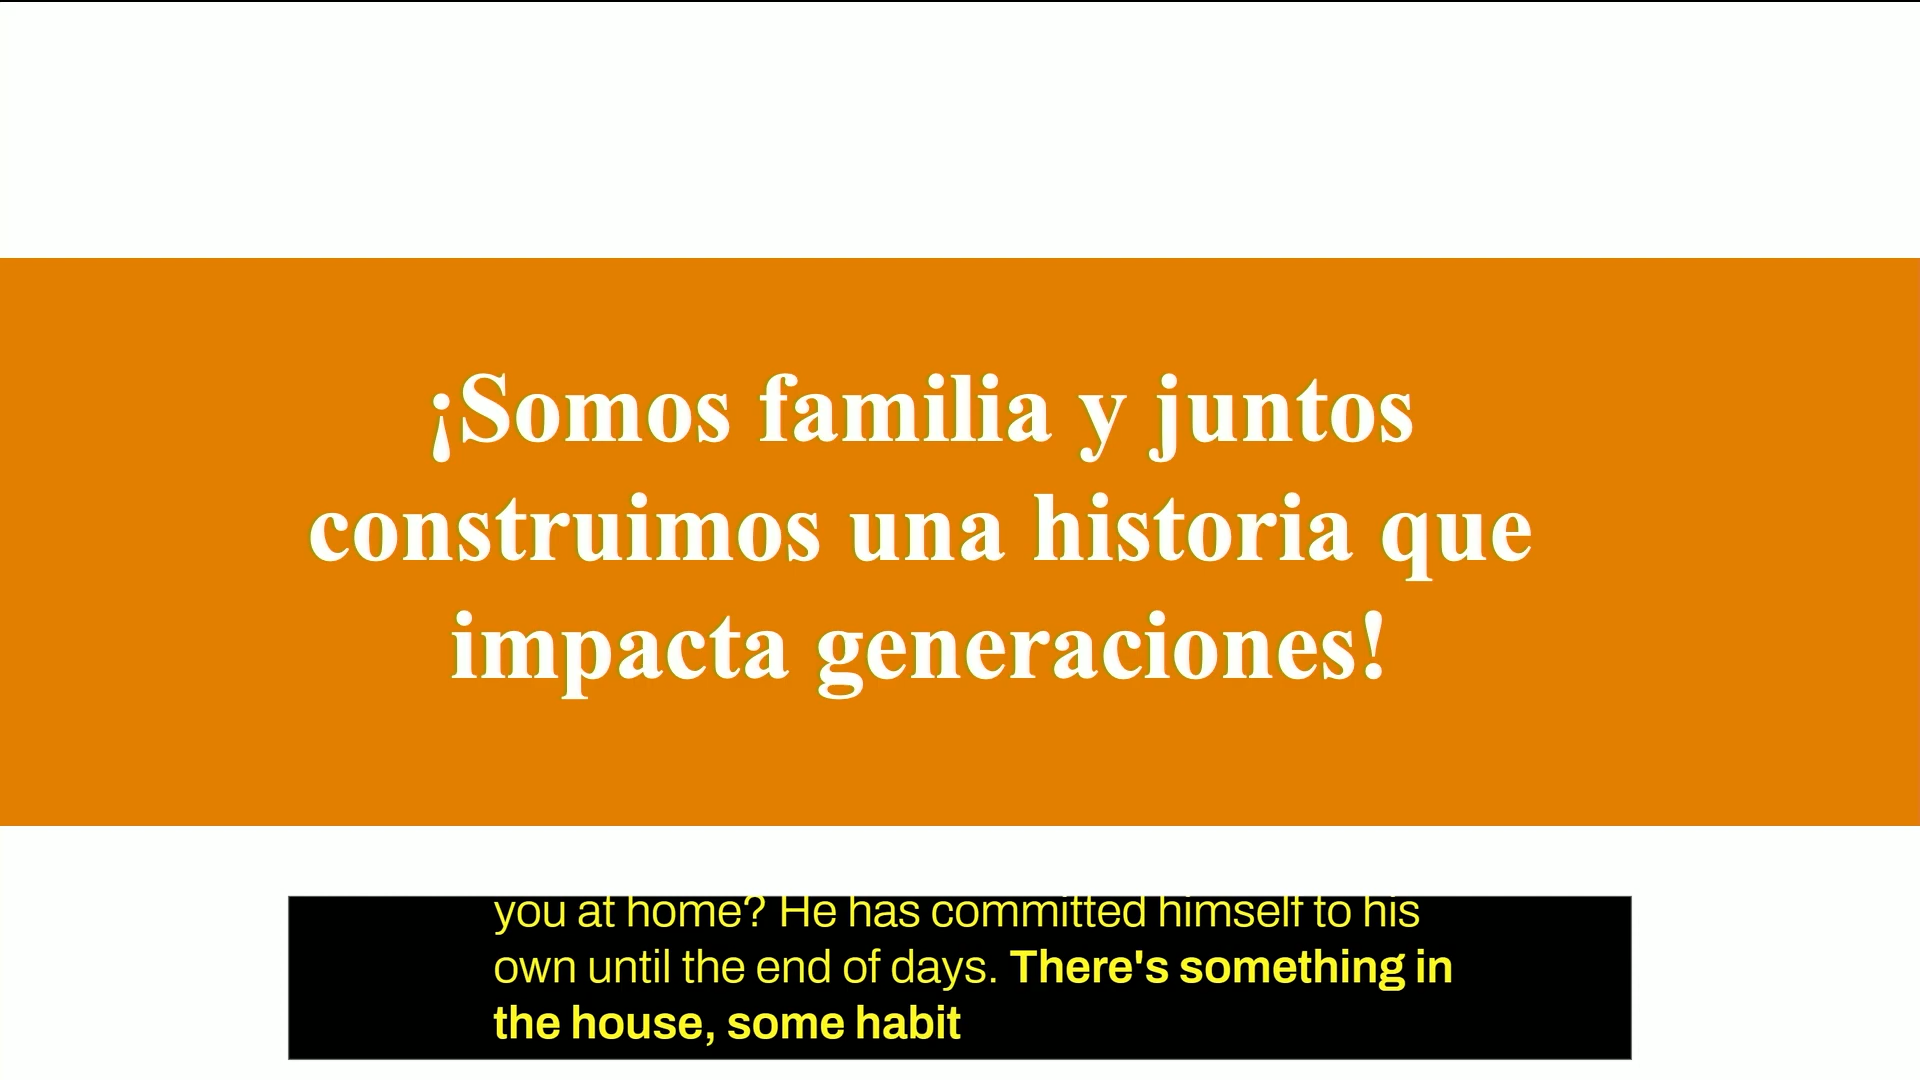 ¡Somos familia y juntos
construimos una historia que
impacta generaciones!
you at home? He has committed himself to his
own until the end of days. There's something in
the house, some habit